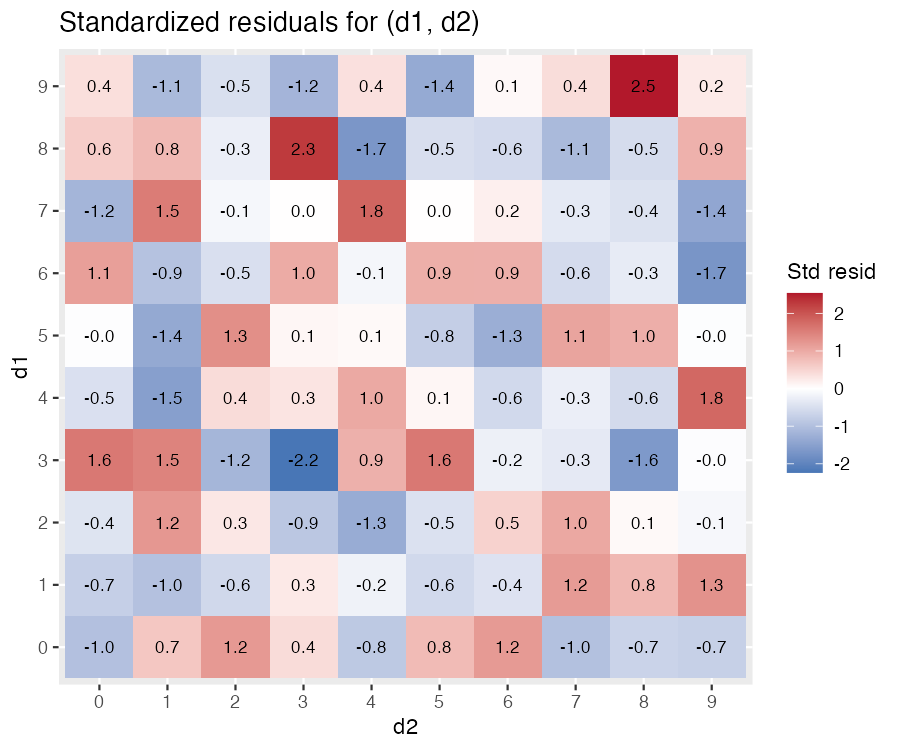 Standardized residuals for (d1, d2)
9 0.4 -1.1 -0.5 -1.2 0.4 -1.4 0.1 0.4 2.5 0.2
8 0.6 0.8 -0.3 2.3 -1.7 -0.5 -0.6 -1.1 -0.5 0.9
7 -1.2 1.5 -0.1 0.0 1.8 0.0 0.2 -0.3 -0.4 -1.4
6 1.1 -0.9 -0.5 1.0 -0.1 0.9 0.9 -0.6 -0.3 -1.7
5 -0.0 -1.4 1.3 0.1 0.1 -0.8 -1.3 1.1 1.0 -0.0
4 -0.5 -1.5 0.4 0.3 1.0 0.1 -0.6 -0.3 -0.6 1.8
3 1.6 1.5 -1.2 -2.2 0.9 1.6 -0.2 -0.3 -1.6 -0.0
2 -0.4 1.2 0.3 -0.9 -1.3 -0.5 0.5 1.0 0.1 -0.1
1 -0.7 -1.0 -0.6 0.3 -0.2 -0.6 -0.4 1.2 0.8 1.3
0 -1.0 0.7 1.2 0.4 -0.8 0.8 1.2 -1.0 -0.7 -0.7
0 1 2 3 4 5 6 7 8 9
d2
d1
Std resid
2
1
0
-1
-2